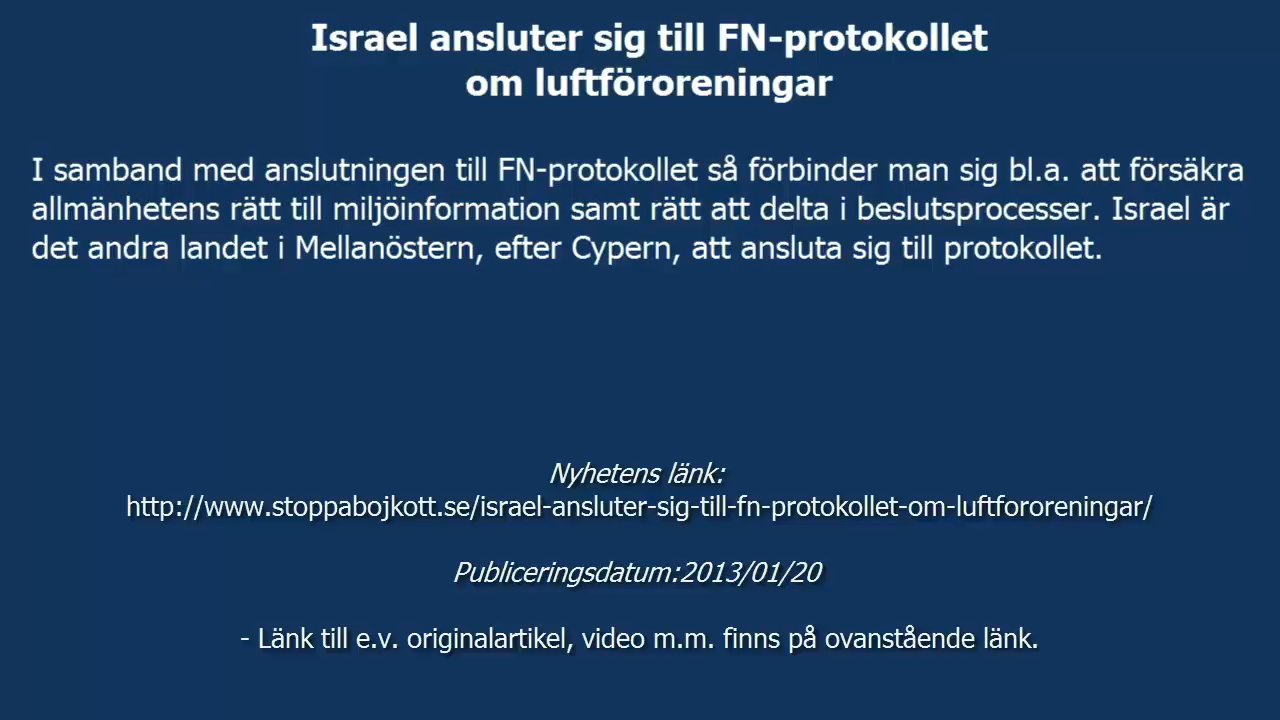 Israel ansluter sig till FN-protokollet
om luftföroreningar
I samband med anslutningen till FN-protokollet så förbinder man sig bl.a. att försäkra
allmänhetens rätt till miljöinformation samt rätt att delta i beslutsprocesser. Israel är
det andra landet i Mellanöstern, efter Cypern, att ansluta sig till protokollet.
Nyhetens länk:
http://www.stoppabojkott.se/israel-ansluter-sig-till-fn-protokollet-om-luftfororeningar/
Publiceringsdatum:2013/01/20
- Länk till e.v. originalartikel, video m.m. finns på ovanstående länk.